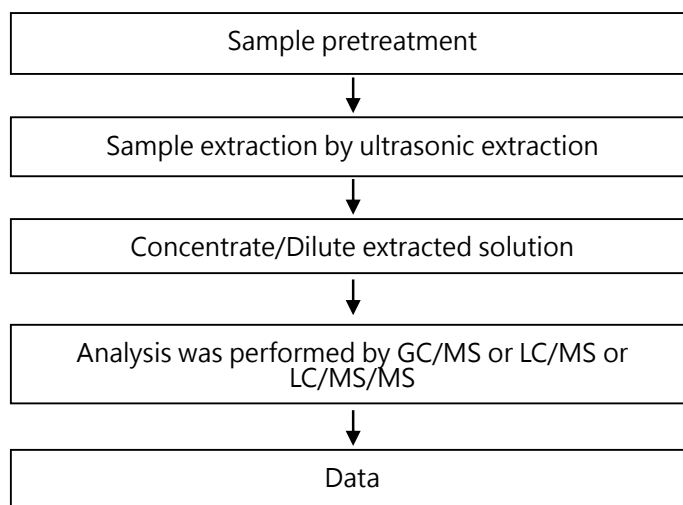 Sample pretreatment
Sample extraction by ultrasonic extraction
Concentrate/Dilute extracted solution
Analysis was performed by GC/MS or LC/MS or
LC/MS/MS
Data